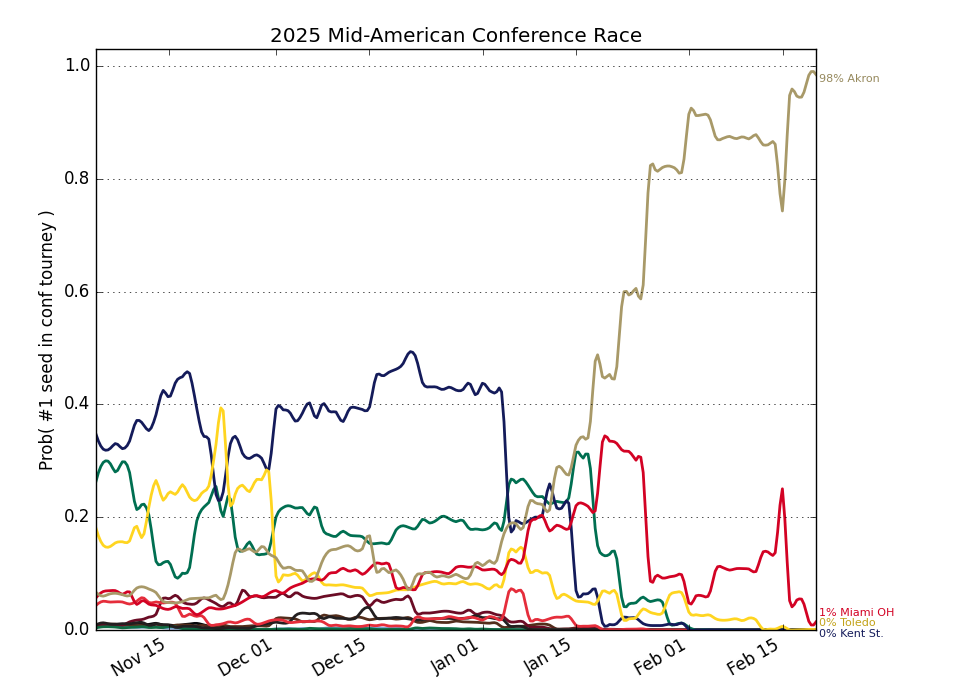 2025 Mid-American Conference Race
Prob( #1 seed in conf tourney )
1.0
0.8
0.6
0.4
0.2
0.0
98% Akron
1% Miami OH
0% Toledo
0% Kent St.
Nov 15
Dec 01
Dec 15
Jan 01
Jan 15
Feb 01
Feb 15